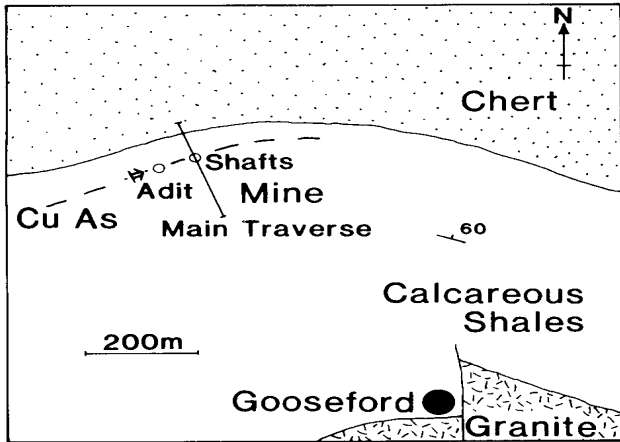 N
Chert
Shafts
Adit
Mine
Cu As
Main Traverse
60
Calcareous
Shales
200m
Gooseford
Granite